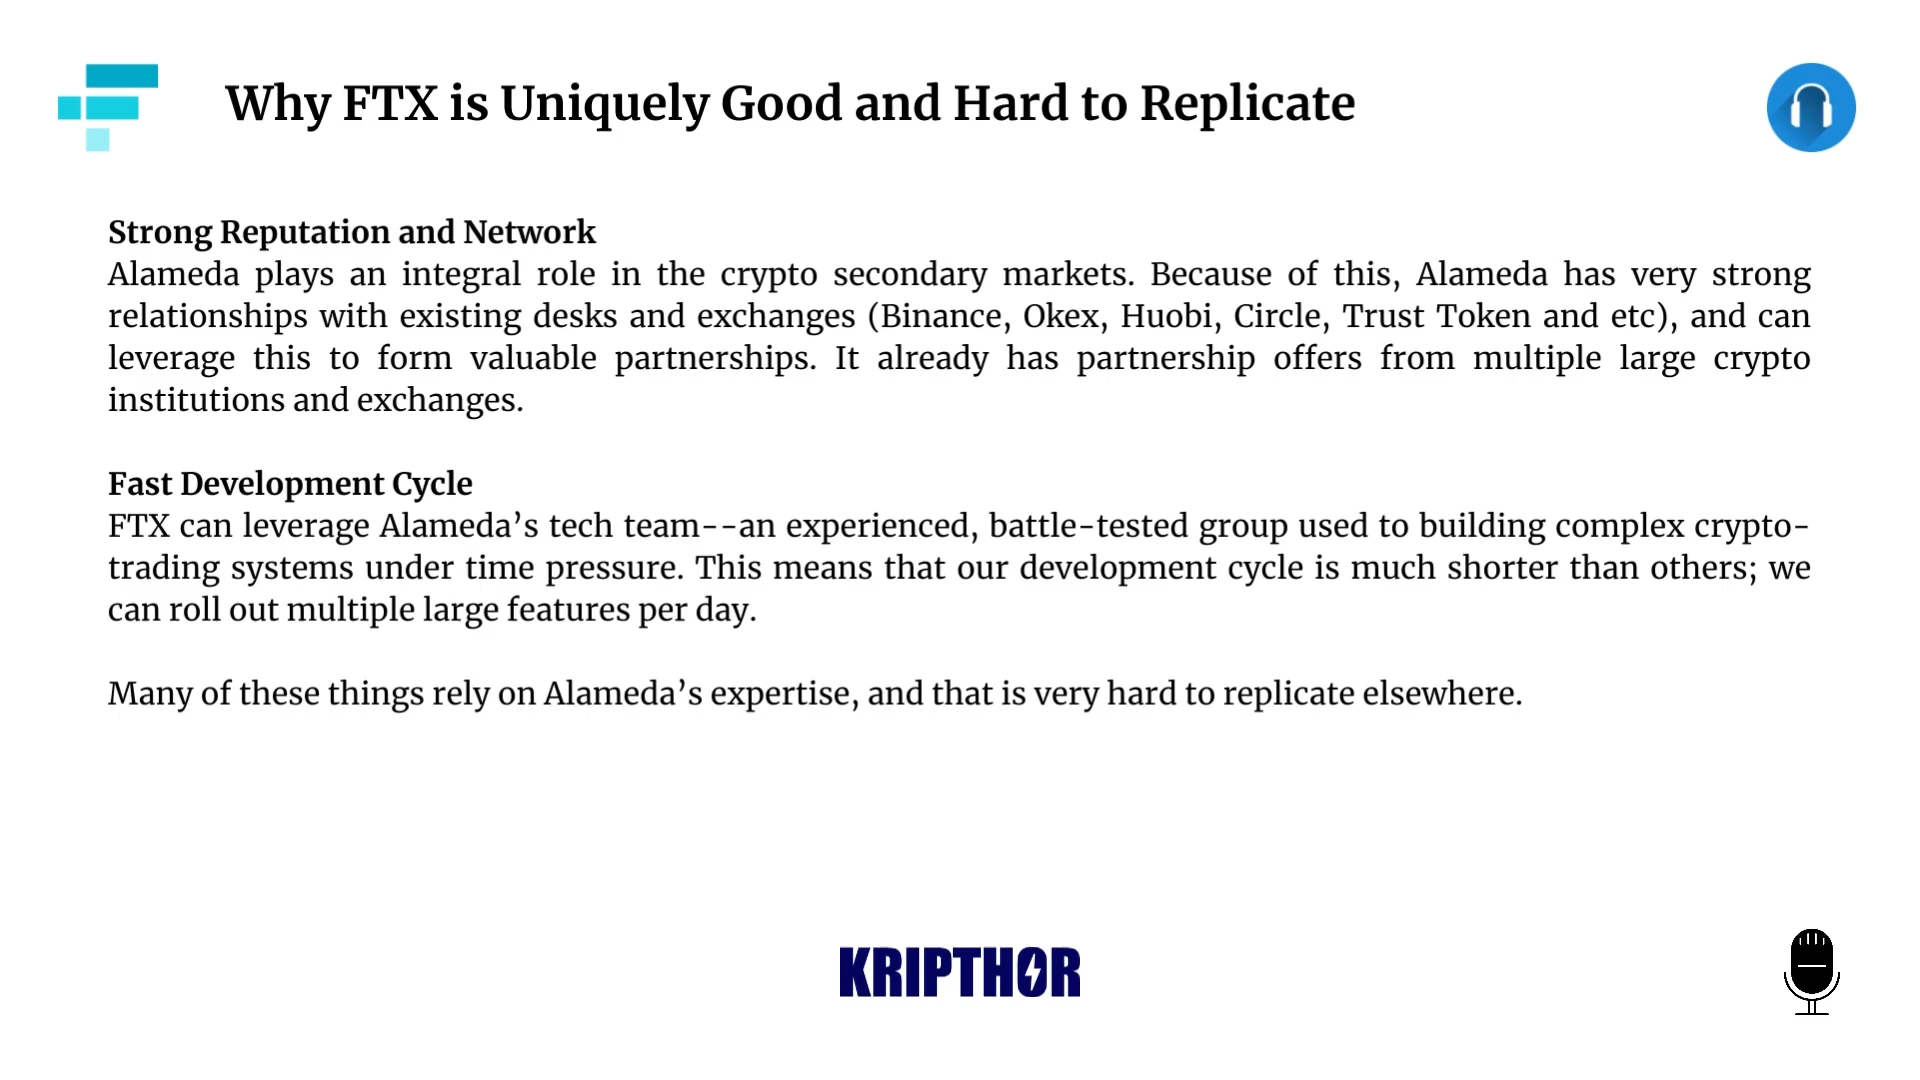 Why FTX is Uniquely Good and Hard to Replicate
Strong Reputation and Network
Alameda plays an integral role in the crypto secondary markets. Because of this, Alameda has very strong
relationships with existing desks and exchanges (Binance, Okex, Huobi, Circle, Trust Token and etc), and can
leverage this to form valuable partnerships. It already has partnership offers from multiple large crypto
institutions and exchanges.
Fast Development Cycle
FTX can leverage Alameda’s tech team--an experienced, battle-tested group used to building complex crypto-
trading systems under time pressure. This means that our development cycle is much shorter than others; we
can roll out multiple large features per day.
Many of these things rely on Alameda’s expertise, and that is very hard to replicate elsewhere.
KRIPTHOR